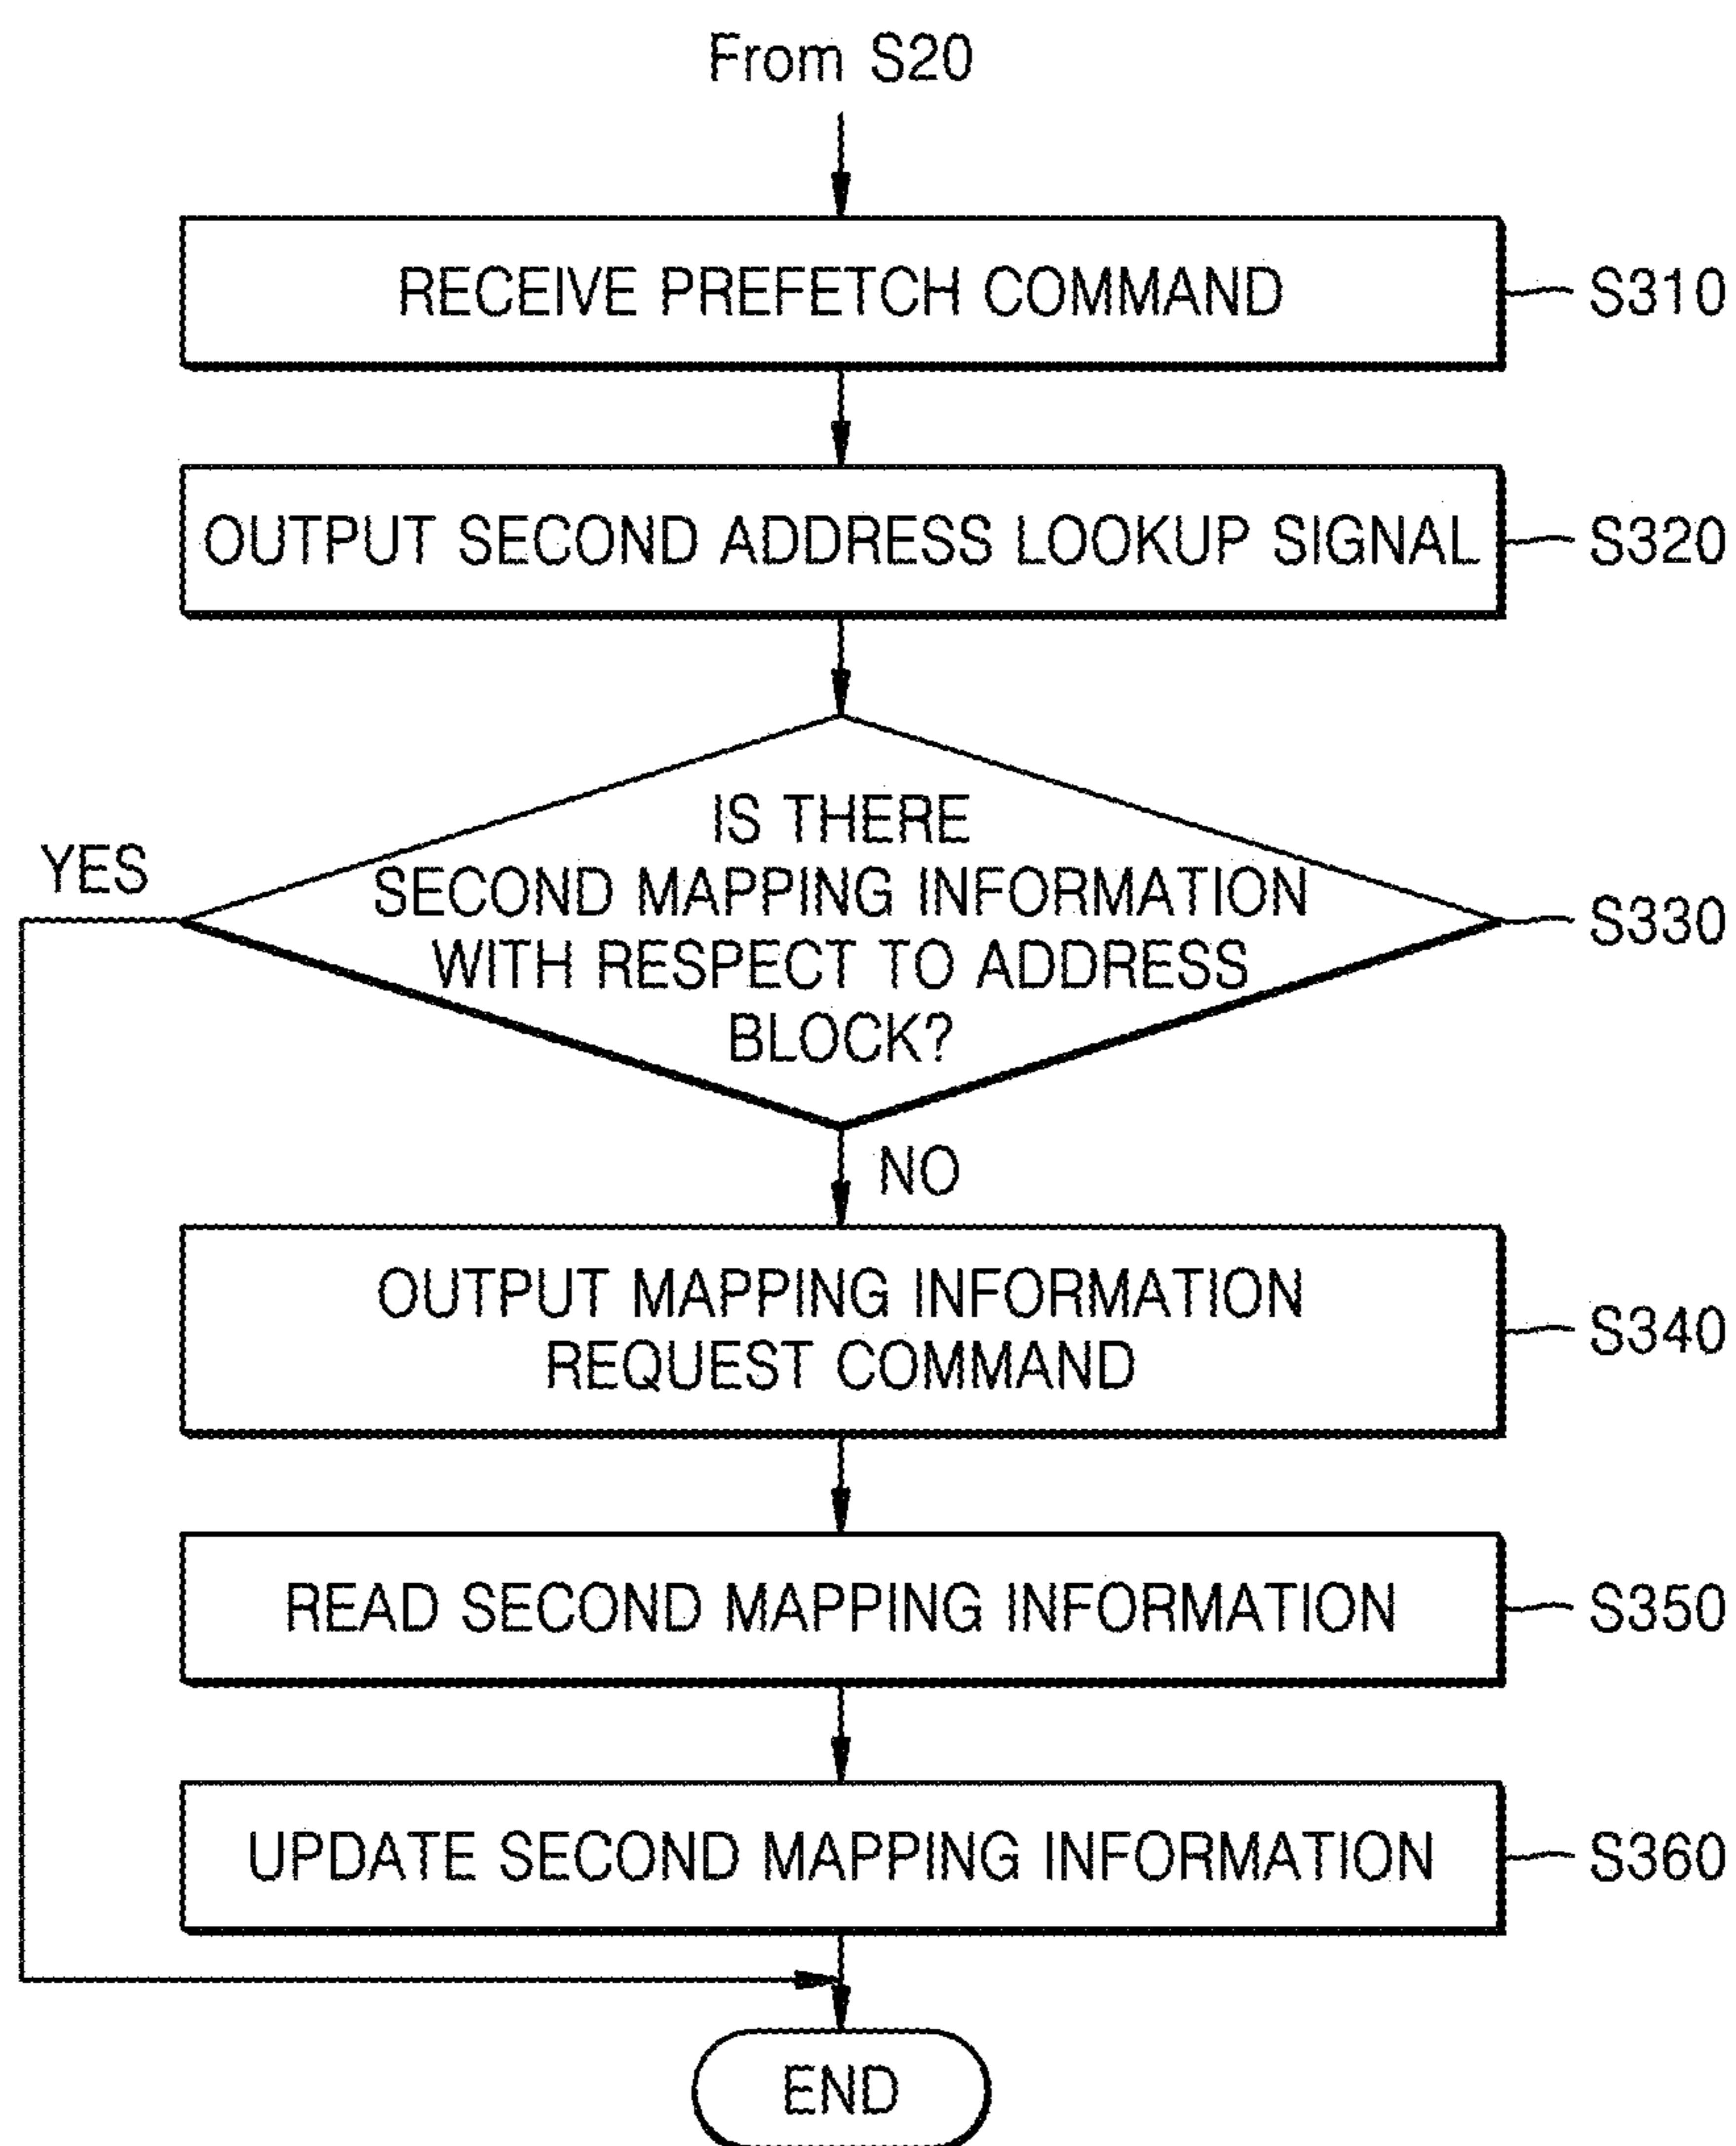 From S20
RECEIVE PREFETCH COMMAND
S310
OUTPUT SECOND ADDRESS LOOKUP SIGNAL
S320
IS THERE
SECOND MAPPING INFORMATION
WITH RESPECT TO ADDRESS
BLOCK?
S330
YES
NO
OUTPUT MAPPING INFORMATION
REQUEST COMMAND
S340
READ SECOND MAPPING INFORMATION
S350
UPDATE SECOND MAPPING INFORMATION
S360
END